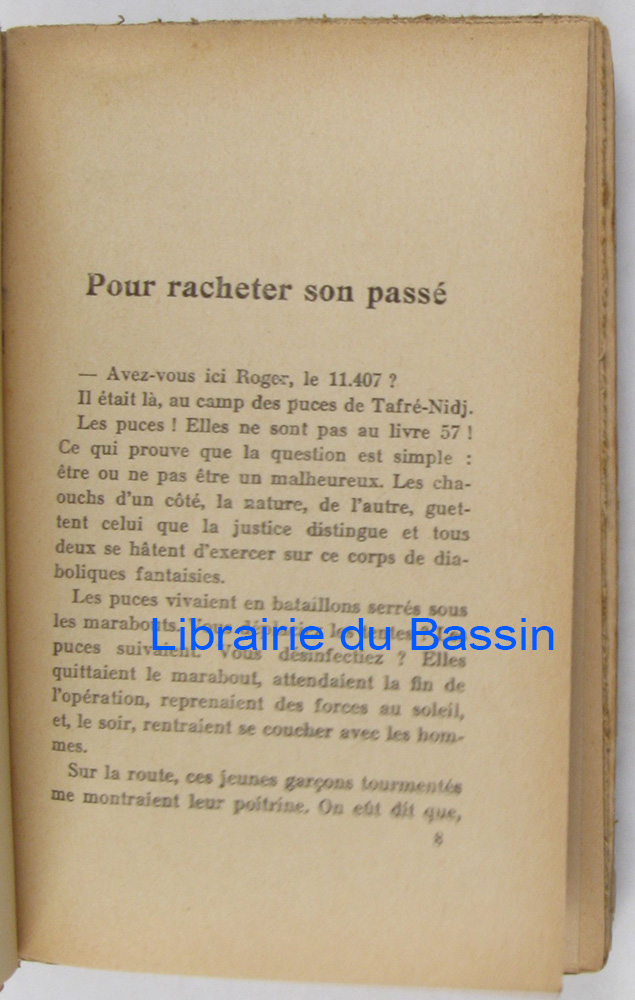 Pour racheter son passé
— Avez-vous ici Roger, le 11.407 ?
Il était là, au camp des puces de Tafré-Nidj.
Les puces ! Elles ne sont pas au livre 57 !
Ce qui prouve que la question est simple :
être ou ne pas être un malheureux. Les cha-
ouchs d'un côté, la nature, de l'autre, guet-
tent celui que la justice distingue et tous
deux se hâtent d'exercer sur ce corps de dia-
boliques fantaisies.
Les puces vivaient en bataillons serrés sous
les marabouts. les tentes ?
Librairie du Bassin
puces suivaient. Vous désinfectiez ? Elles
quittaient le marabout, attendaient la fin de
l'opération, reprenaient des forces au soleil,
et, le soir, rentraient se coucher avec les hom-
mes.
Sur la route, ces jeunes garçons tourmentés
me montraient leur poitrine. On eût dit que,
8